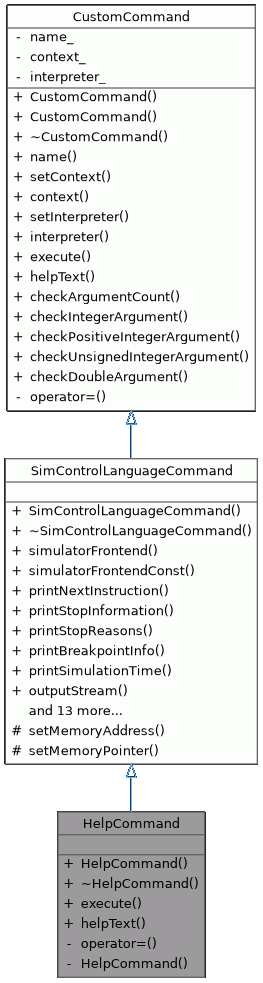 CustomCommand
- name_
- context_
- interpreter_
+ CustomCommand()
+ CustomCommand()
+ ~CustomCommand()
+ name()
+ setContext()
+ context()
+ setInterpreter()
+ interpreter()
+ execute()
+ helpText()
+ checkArgumentCount()
+ checkIntegerArgument()
+ checkPositiveIntegerArgument()
+ checkUnsignedIntegerArgument()
+ checkDoubleArgument()
- operator=()
SimControlLanguageCommand
+ SimControlLanguageCommand()
+ ~SimControlLanguageCommand()
+ simulatorFrontend()
+ simulatorFrontendConst()
+ printNextInstruction()
+ printStopInformation()
+ printStopReasons()
+ printBreakpointInfo()
+ printSimulationTime()
+ outputStream()
and 13 more...
# setMemoryAddress()
# setMemoryPointer()
HelpCommand
+ HelpCommand()
+ ~HelpCommand()
+ execute()
+ helpText()
- operator=()
- HelpCommand()